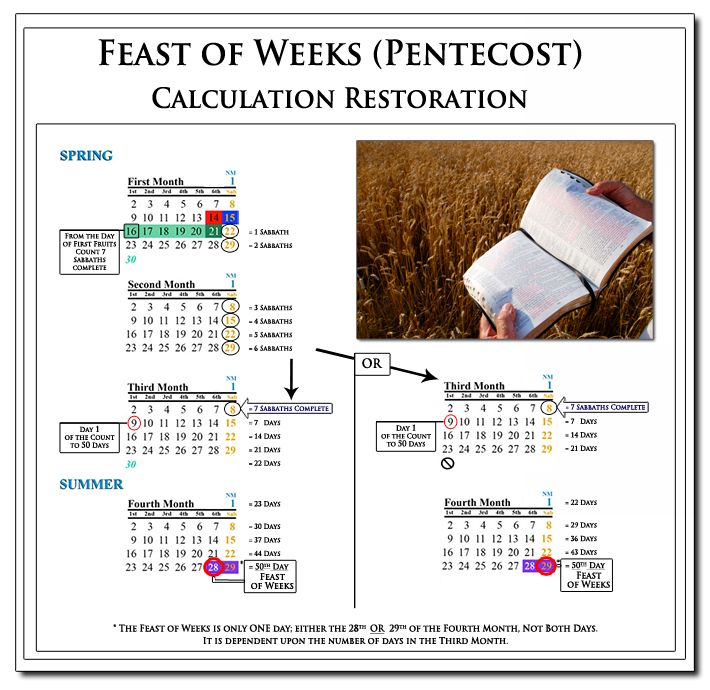 Feast of Weeks (Pentecost)
Calculation Restoration
SPRING
NM
First Month 1
1st 2nd 3rd 4th 5th 6th Sab
2 3 4 5 6 7 8
9 10 11 12 13 14 15
16 17 18 19 20 21 22 = 1 Sabbath
23 24 25 26 27 28 29 = 2 Sabbaths
30
From the Day
of First Fruits
Count 7
Sabbaths
complete
Second Month 1
1st 2nd 3rd 4th 5th 6th Sab
2 3 4 5 6 7 8 = 3 Sabbaths
9 10 11 12 13 14 15 = 4 Sabbaths
16 17 18 19 20 21 22 = 5 Sabbaths
23 24 25 26 27 28 29 = 6 Sabbaths
OR
NM
Third Month 1
1st 2nd 3rd 4th 5th 6th Sab
2 3 4 5 6 7 8 = 7 Sabbaths Complete
9 10 11 12 13 14 15 = 7 Days
16 17 18 19 20 21 22 = 14 Days
23 24 25 26 27 28 29 = 21 Days
30 = 22 Days
Day 1
of the Count
to 50 Days
SUMMER
NM
Fourth Month 1 = 23 Days
1st 2nd 3rd 4th 5th 6th Sab
2 3 4 5 6 7 8 = 30 Days
9 10 11 12 13 14 15 = 37 Days
16 17 18 19 20 21 22 = 44 Days
23 24 25 26 27 28 29 * = 50th Day
Feast
of Weeks
NM
Third Month 1
1st 2nd 3rd 4th 5th 6th Sab
2 3 4 5 6 7 8 = 7 Sabbaths Complete
9 10 11 12 13 14 15 = 7 Days
16 17 18 19 20 21 22 = 14 Days
23 24 25 26 27 28 29 = 21 Days
Day 1
of the Count
to 50 Days
NM
Fourth Month 1 = 22 Days
1st 2nd 3rd 4th 5th 6th Sab
2 3 4 5 6 7 8 = 29 Days
9 10 11 12 13 14 15 = 36 Days
16 17 18 19 20 21 22 = 43 Days
23 24 25 26 27 28 29 * = 50th Day
Feast
of Weeks
* The Feast of Weeks is only ONE day; either the 28th OR 29th of the Fourth Month, Not Both Days.
It is dependent upon the number of days in the Third Month.